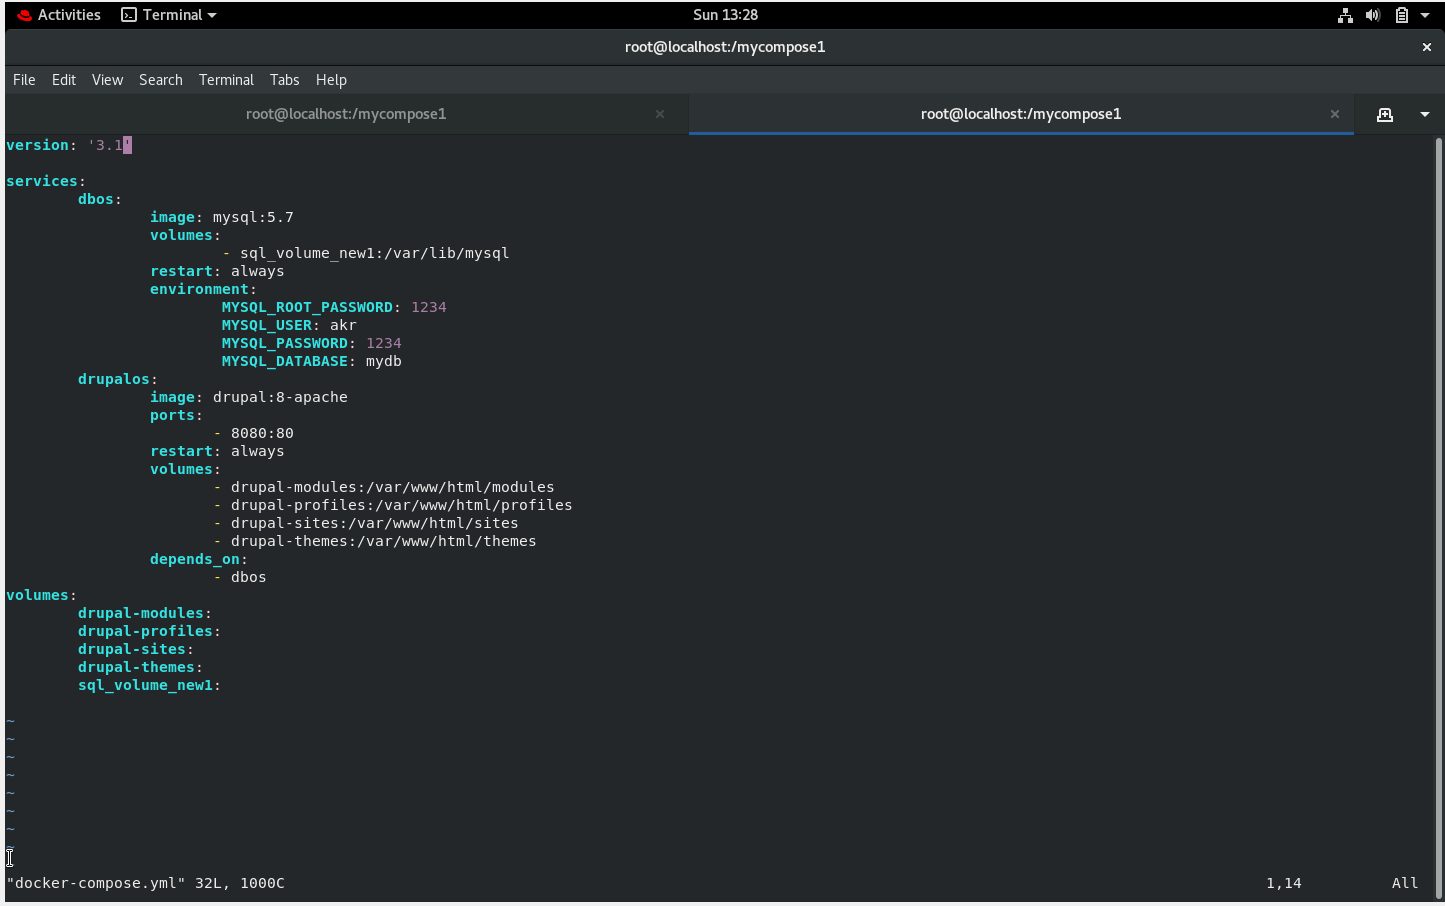 Activities Terminal Sun 13:28
root@localhost:/mycompose1 ×
File Edit View Search Terminal Tabs Help
root@localhost:/mycompose1 × root@localhost:/mycompose1 ×
version: '3.1'

services:
        dbos:
                image: mysql:5.7
                volumes:
                        - sql_volume_new1:/var/lib/mysql
                restart: always
                environment:
                        MYSQL_ROOT_PASSWORD: 1234
                        MYSQL_USER: akr
                        MYSQL_PASSWORD: 1234
                        MYSQL_DATABASE: mydb
        drupalos:
                image: drupal:8-apache
                ports:
                       - 8080:80
                restart: always
                volumes:
                       - drupal-modules:/var/www/html/modules
                       - drupal-profiles:/var/www/html/profiles
                       - drupal-sites:/var/www/html/sites
                       - drupal-themes:/var/www/html/themes
                depends_on:
                       - dbos
volumes:
        drupal-modules:
        drupal-profiles:
        drupal-sites:
        drupal-themes:
        sql_volume_new1:

~
~
~
~
~
~
~
~
"docker-compose.yml" 32L, 1000C 1,14 All